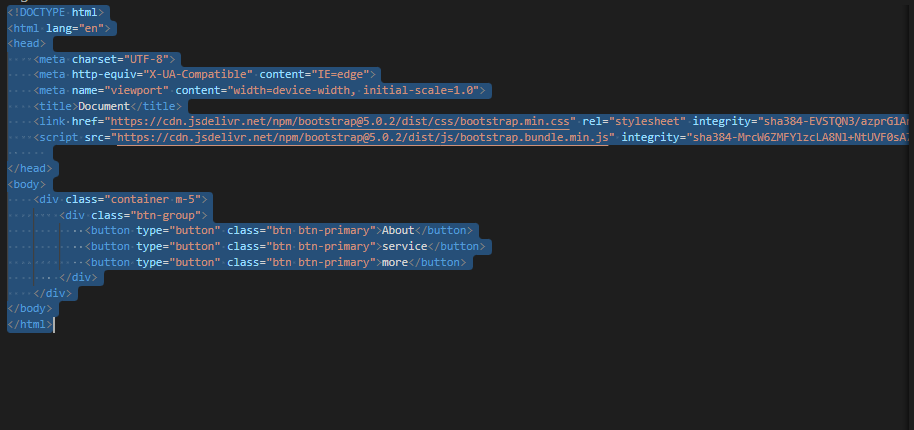 <!DOCTYPE html>
<html lang="en">
<head>
    <meta charset="UTF-8">
    <meta http-equiv="X-UA-Compatible" content="IE=edge">
    <meta name="viewport" content="width=device-width, initial-scale=1.0">
    <title>Document</title>
    <link href="https://cdn.jsdelivr.net/npm/bootstrap@5.0.2/dist/css/bootstrap.min.css" rel="stylesheet" integrity="sha384-EVSTQN3/azprG1An
    <script src="https://cdn.jsdelivr.net/npm/bootstrap@5.0.2/dist/js/bootstrap.bundle.min.js" integrity="sha384-MrcW6ZMFYlzcLA8Nl+NtUVF0sA7
</head>
<body>
    <div class="container m-5">
        <div class="btn-group">
            <button type="button" class="btn btn-primary">About</button>
            <button type="button" class="btn btn-primary">service</button>
            <button type="button" class="btn btn-primary">more</button>
        </div>
    </div>
</body>
</html>